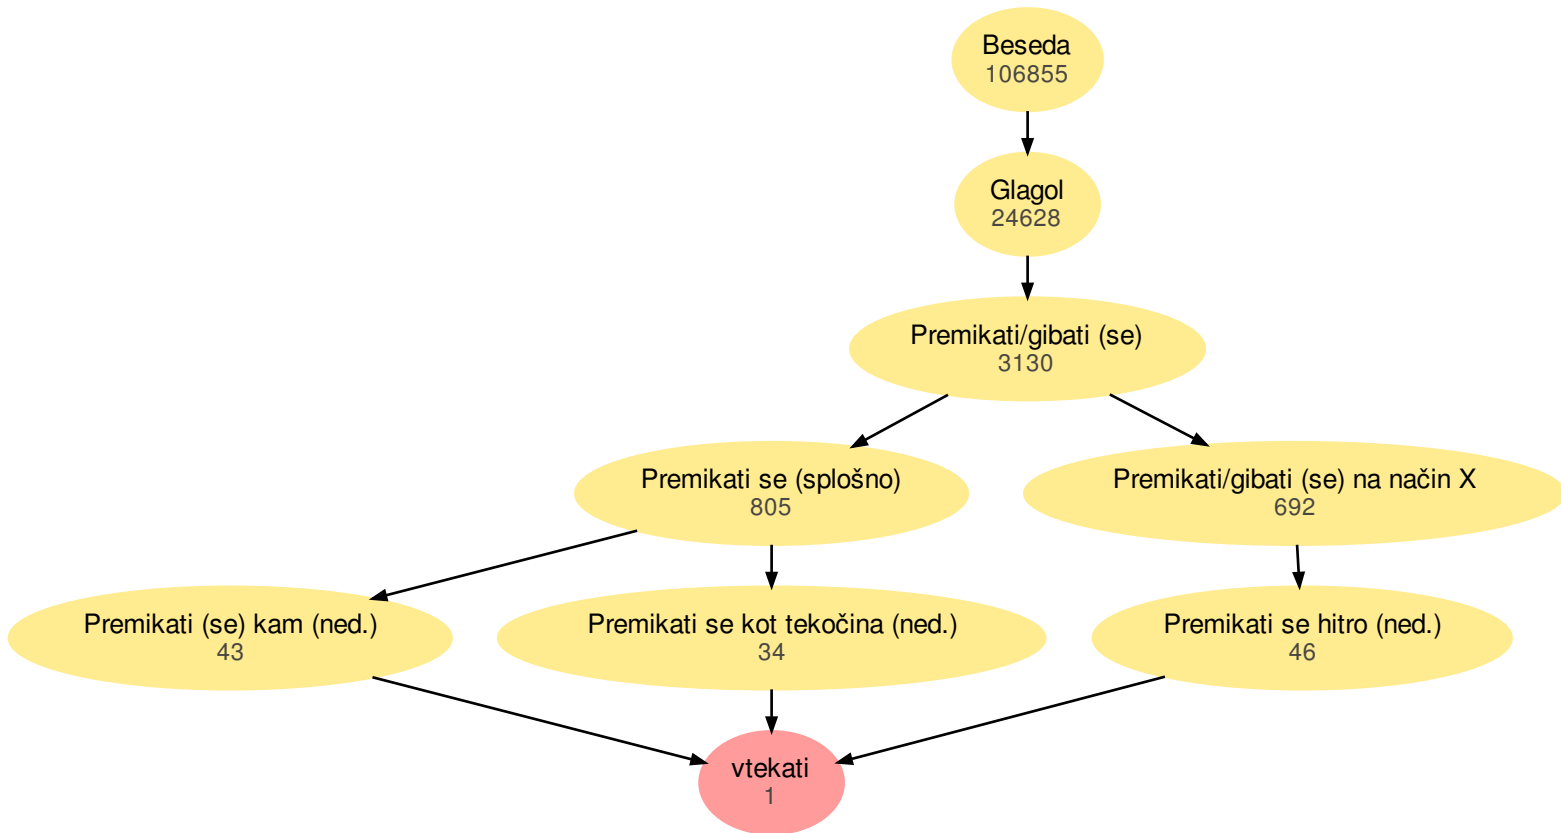 Beseda
106855
Glagol
24628
Premikati/gibati (se)
3130
Premikati se (splošno)
805
Premikati/gibati (se) na način X
692
Premikati (se) kam (ned.)
43
Premikati se kot tekočina (ned.)
34
Premikati se hitro (ned.)
46
vtekati
1